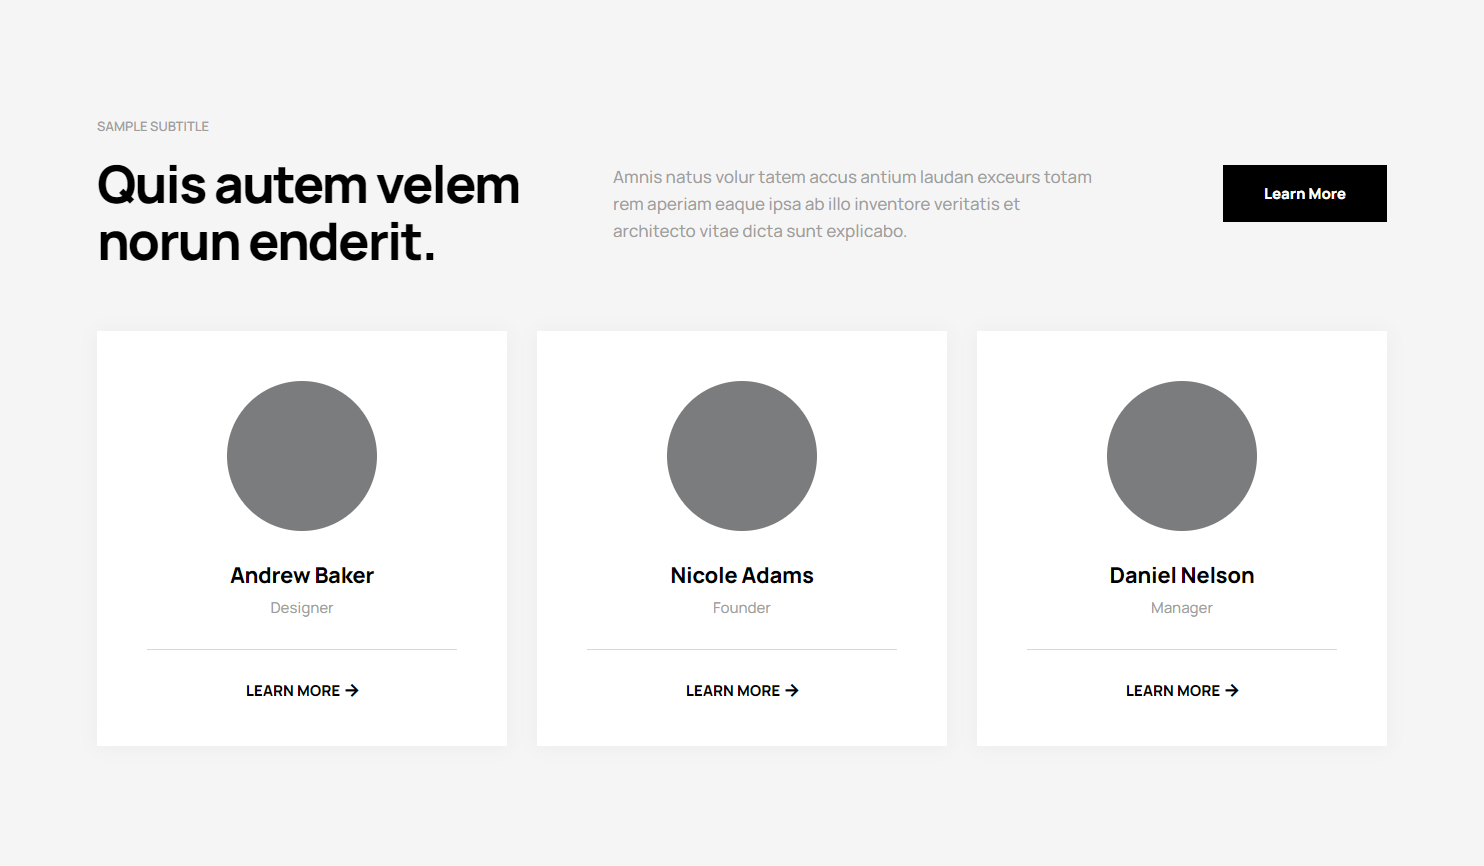 SAMPLE SUBTITLE
Quis autem velem
norun enderit.
Amnis natus volur tatem accus antium laudan exceurs totam
rem aperiam eaque ipsa ab illo inventore veritatis et
architecto vitae dicta sunt explicabo.
Learn More
Andrew Baker
Designer
LEARN MORE →
Nicole Adams
Founder
LEARN MORE →
Daniel Nelson
Manager
LEARN MORE →